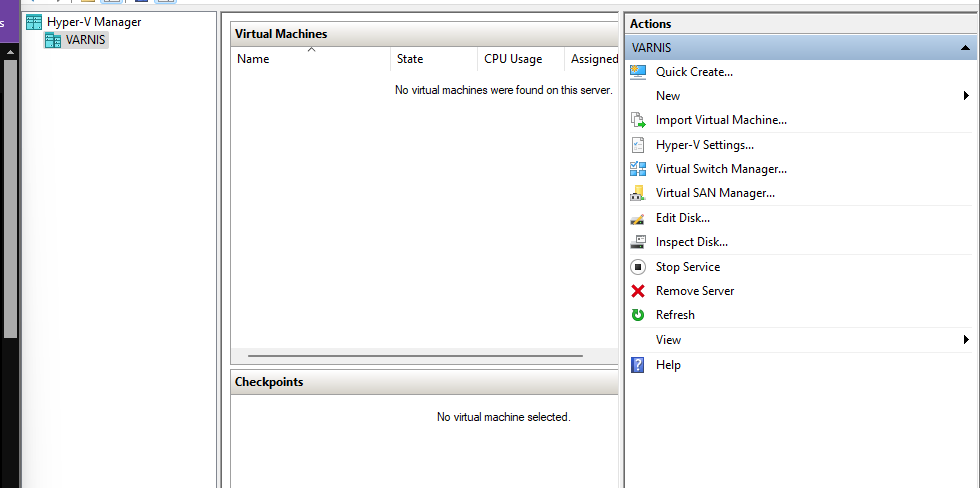 s
Hyper-V Manager
VARNIS
Virtual Machines
Name State CPU Usage Assigned
No virtual machines were found on this server.
Checkpoints
No virtual machine selected.
Actions
VARNIS
Quick Create...
New
Import Virtual Machine...
Hyper-V Settings...
Virtual Switch Manager...
Virtual SAN Manager...
Edit Disk...
Inspect Disk...
Stop Service
Remove Server
Refresh
View
Help